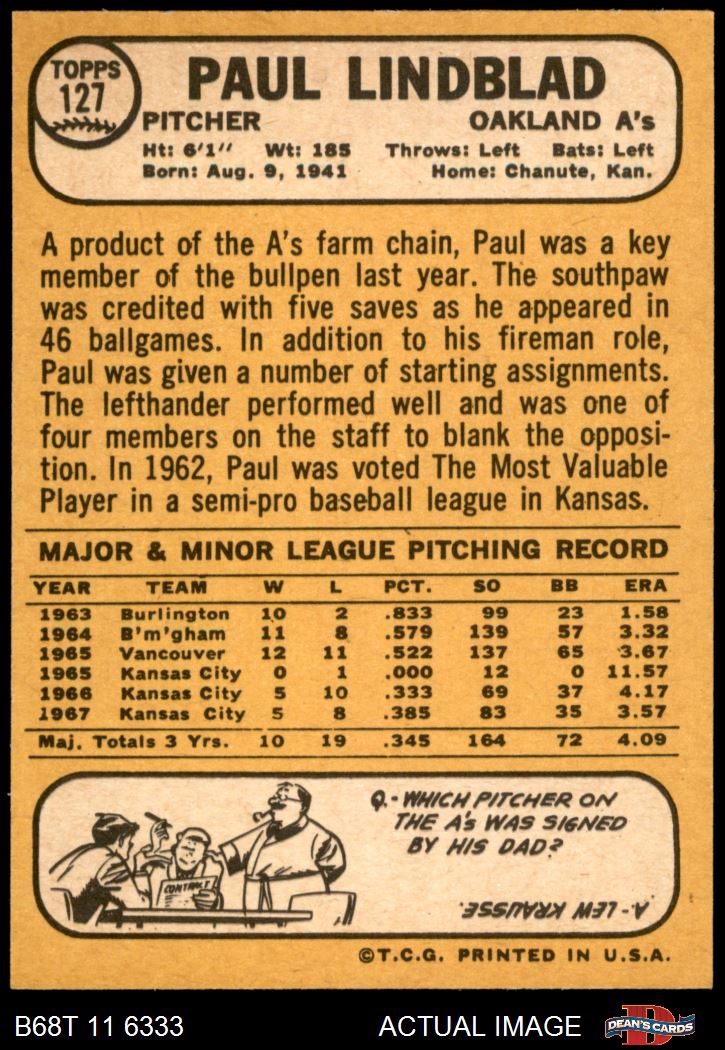 TOPPS
127
PAUL LINDBLAD
PITCHER OAKLAND A's
Ht: 6'1" Wt: 185 Throws: Left Bats: Left
Born: Aug. 9, 1941 Home: Chanute, Kan.
A product of the A's farm chain, Paul was a key
member of the bullpen last year. The southpaw
was credited with five saves as he appeared in
46 ballgames. In addition to his fireman role,
Paul was given a number of starting assignments.
The lefthander performed well and was one of
four members on the staff to blank the opposi-
tion. In 1962, Paul was voted The Most Valuable
Player in a semi-pro baseball league in Kansas.
MAJOR & MINOR LEAGUE PITCHING RECORD
YEAR TEAM W L PCT. SO BB ERA
1963 Burlington 10 2 .833 99 23 1.58
1964 B'm'gham 11 8 .579 139 57 3.32
1965 Vancouver 12 11 .522 137 65 3.67
1965 Kansas City 0 1 .000 12 0 11.57
1966 Kansas City 5 10 .333 69 37 4.17
1967 Kansas City 5 8 .385 83 35 3.57
Maj. Totals 3 Yrs. 10 19 .345 164 72 4.09
CONTRACT
Q.-WHICH PITCHER ON
THE A's WAS SIGNED
BY HIS DAD?
A.-LEW KRAUSSE.
©T.C.G. PRINTED IN U.S.A.
B68T 11 6333 ACTUAL IMAGE
D
DEAN'S CARDS